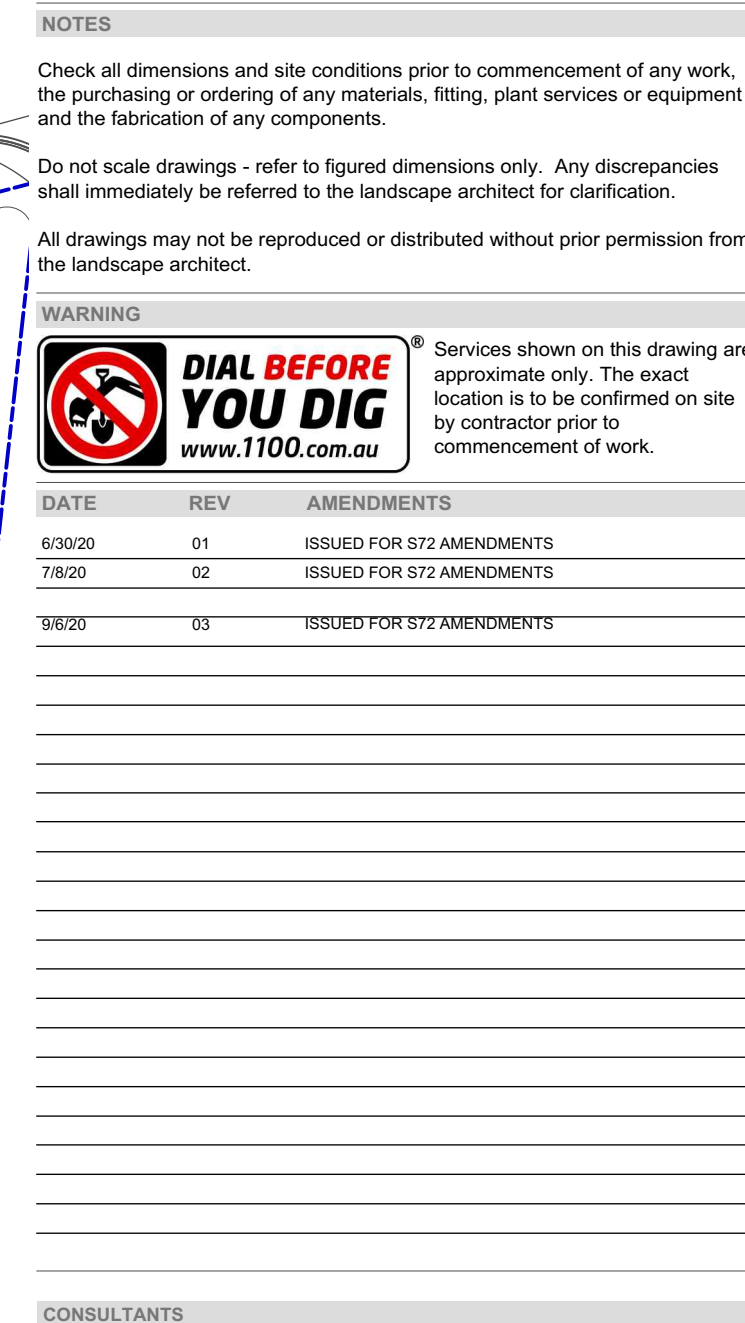 NOTES
Check all dimensions and site conditions prior to commencement of any work,
the purchasing or ordering of any materials, fitting, plant services or equipment
and the fabrication of any components.
Do not scale drawings - refer to figured dimensions only.  Any discrepancies
shall immediately be referred to the landscape architect for clarification.
All drawings may not be reproduced or distributed without prior permission from
the landscape architect.
WARNING
DIAL BEFORE
YOU DIG
www.1100.com.au
®
Services shown on this drawing are
approximate only. The exact
location is to be confirmed on site
by contractor prior to
commencement of work.
DATE REV AMENDMENTS
6/30/20 01 ISSUED FOR S72 AMENDMENTS
7/8/20 02 ISSUED FOR S72 AMENDMENTS
9/6/20 03 ISSUED FOR S72 AMENDMENTS
CONSULTANTS